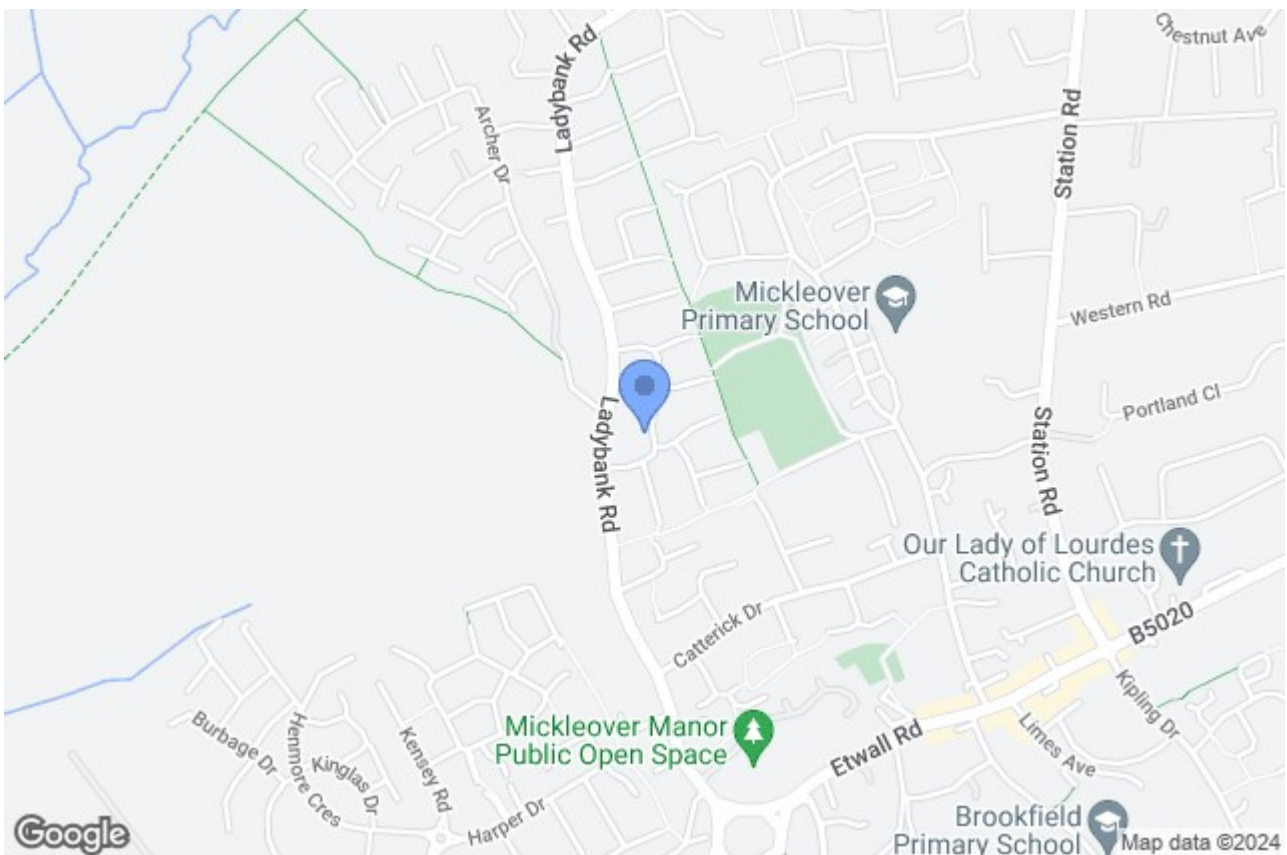 Chestnut Ave
Ladybank Rd
Station Rd
Archer Dr
Mickleover
Primary School
Western Rd
Portland Cl
Ladybank Rd
Station Rd
Our Lady of Lourdes
Catholic Church
Catterick Dr
B5020
Kipling Dr
Mickleover Manor
Public Open Space
Etwall Rd
Limes Ave
Burbage Dr
Henmore Cres
Kinglas Dr
Kensey Rd
Harper Dr
Brookfield
Primary School
Google
Map data ©2024